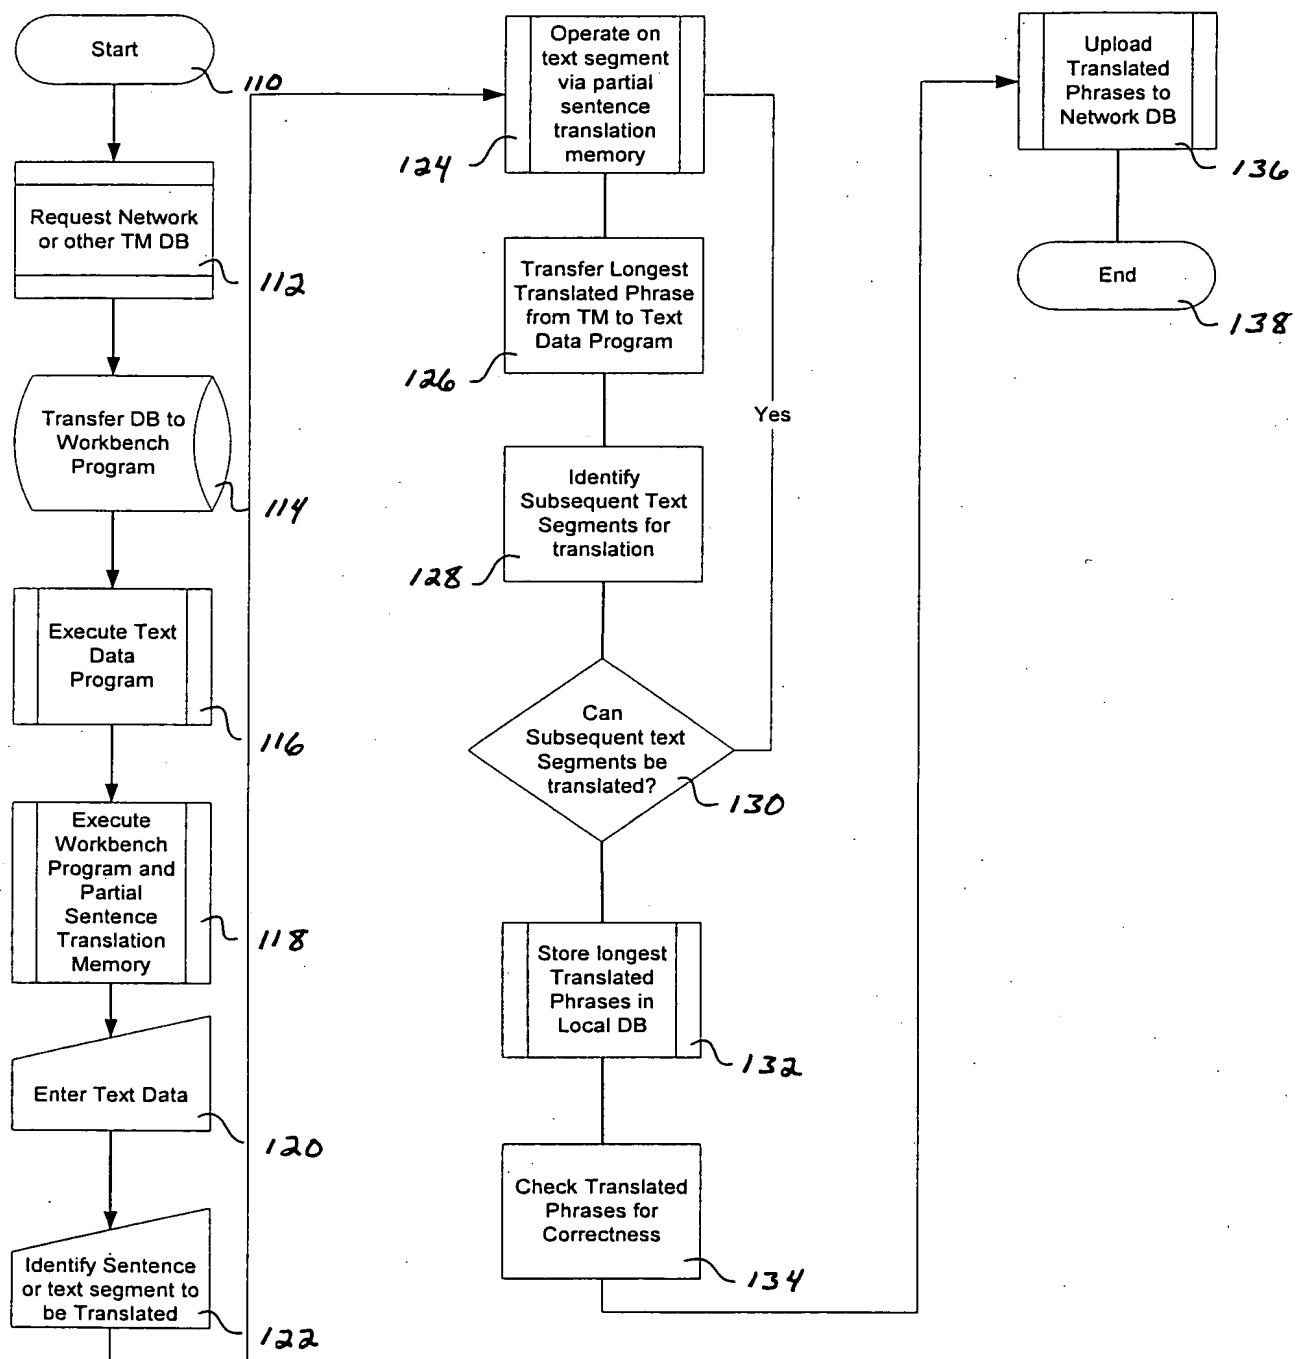 Start
110
Request Network
or other TM DB
112
Transfer DB to
Workbench
Program
114
Execute Text
Data
Program
116
Execute
Workbench
Program and
Partial
Sentence
Translation
Memory
118
Enter Text Data
120
Identify Sentence
or text segment to
be Translated
122
Operate on
text segment
via partial
sentence
translation
memory
124
Transfer Longest
Translated Phrase
from TM to Text
Data Program
126
Identify
Subsequent Text
Segments for
translation
128
Yes
Can
Subsequent text
Segments be
translated?
130
Store longest
Translated
Phrases in
Local DB
132
Check Translated
Phrases for
Correctness
134
Upload
Translated
Phrases to
Network DB
136
End
138